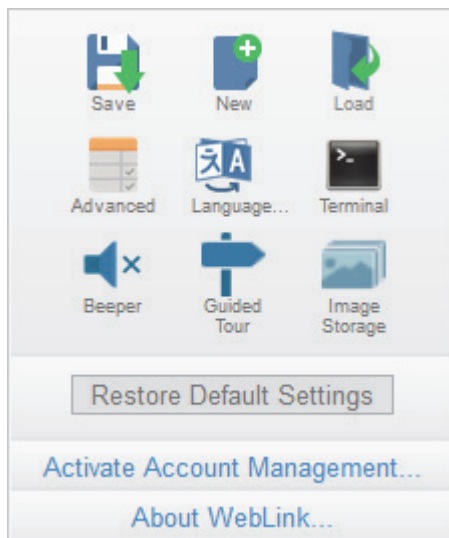 Save New Load
Advanced Language... Terminal
Beeper Guided Tour Image Storage
Restore Default Settings
Activate Account Management...
About WebLink...